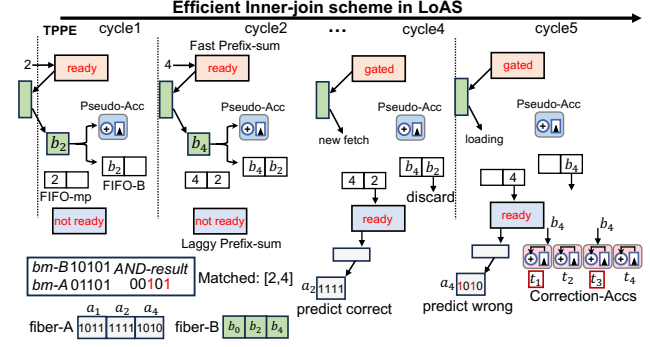 Efficient Inner-join scheme in LoAS
TPPE cycle1 cycle2 ... cycle4 cycle5
Fast Prefix-sum
2 ready 4 ready gated gated
Pseudo-Acc Pseudo-Acc Pseudo-Acc Pseudo-Acc
new fetch loading
b2 b4
b2 b4 b2 b4 b2 b4
2 4 2 4 2 4
FIFO-mp FIFO-B discard
not ready not ready ready ready b4 b4
Laggy Prefix-sum
bm-B 10101 AND-result
bm-A 01101 00101
Matched: [2,4]
a2 1111 a4 1010 t1 t2 t3 t4
predict correct predict wrong Correction-Accs
a1 a2 a4
fiber-A 1011 1111 1010 fiber-B b0 b2 b4